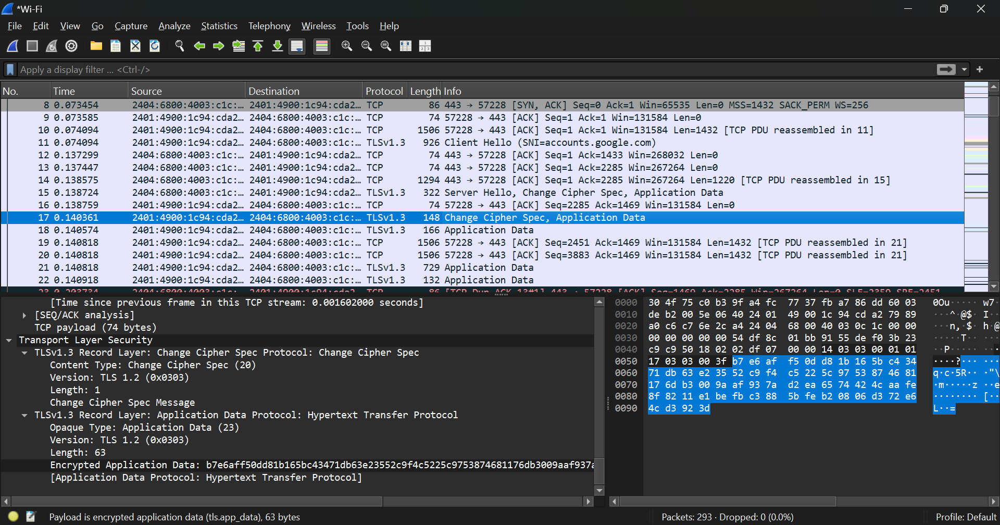 *Wi-Fi
File Edit View Go Capture Analyze Statistics Telephony Wireless Tools Help
Apply a display filter ... <Ctrl-/>
No. Time Source Destination Protocol Length Info
8 0.073454 2404:6800:4003:c1c:… 2401:4900:1c94:cda2… TCP 86 443 → 57228 [SYN, ACK] Seq=0 Ack=1 Win=65535 Len=0 MSS=1432 SACK_PERM WS=256
9 0.073585 2401:4900:1c94:cda2… 2404:6800:4003:c1c:… TCP 74 57228 → 443 [ACK] Seq=1 Ack=1 Win=131584 Len=0
10 0.074094 2401:4900:1c94:cda2… 2404:6800:4003:c1c:… TCP 1506 57228 → 443 [ACK] Seq=1 Ack=1 Win=131584 Len=1432 [TCP PDU reassembled in 11]
11 0.074094 2401:4900:1c94:cda2… 2404:6800:4003:c1c:… TLSv1.3 926 Client Hello (SNI=accounts.google.com)
12 0.137299 2404:6800:4003:c1c:… 2401:4900:1c94:cda2… TCP 74 443 → 57228 [ACK] Seq=1 Ack=1433 Win=268032 Len=0
13 0.137447 2404:6800:4003:c1c:… 2401:4900:1c94:cda2… TCP 74 443 → 57228 [ACK] Seq=1 Ack=2285 Win=267264 Len=0
14 0.138575 2404:6800:4003:c1c:… 2401:4900:1c94:cda2… TCP 1294 443 → 57228 [ACK] Seq=1 Ack=2285 Win=267264 Len=1220 [TCP PDU reassembled in 15]
15 0.138724 2404:6800:4003:c1c:… 2401:4900:1c94:cda2… TLSv1.3 322 Server Hello, Change Cipher Spec, Application Data
16 0.138759 2404:6800:4003:c1c:… 2401:4900:1c94:cda2… TCP 74 57228 → 443 [ACK] Seq=2285 Ack=1469 Win=131584 Len=0
17 0.140361 2401:4900:1c94:cda2… 2404:6800:4003:c1c:… TLSv1.3 148 Change Cipher Spec, Application Data
18 0.140574 2401:4900:1c94:cda2… 2404:6800:4003:c1c:… TLSv1.3 166 Application Data
19 0.140818 2401:4900:1c94:cda2… 2404:6800:4003:c1c:… TCP 1506 57228 → 443 [ACK] Seq=2451 Ack=1469 Win=131584 Len=1432 [TCP PDU reassembled in 21]
20 0.140818 2401:4900:1c94:cda2… 2404:6800:4003:c1c:… TCP 1506 57228 → 443 [ACK] Seq=3883 Ack=1469 Win=131584 Len=1432 [TCP PDU reassembled in 21]
21 0.140818 2401:4900:1c94:cda2… 2404:6800:4003:c1c:… TLSv1.3 729 Application Data
22 0.140918 2401:4900:1c94:cda2… 2404:6800:4003:c1c:… TLSv1.3 132 Application Data
[Time since previous frame in this TCP stream: 0.001602000 seconds]
[SEQ/ACK analysis]
TCP payload (74 bytes)
Transport Layer Security
TLSv1.3 Record Layer: Change Cipher Spec Protocol: Change Cipher Spec
Content Type: Change Cipher Spec (20)
Version: TLS 1.2 (0x0303)
Length: 1
Change Cipher Spec Message
TLSv1.3 Record Layer: Application Data Protocol: Hypertext Transfer Protocol
Opaque Type: Application Data (23)
Version: TLS 1.2 (0x0303)
Length: 63
Encrypted Application Data: b7e6aff50dd81b165bc43471db63e23552c9f4c5225c9753874681176db3009aaf937a
[Application Data Protocol: Hypertext Transfer Protocol]
0000 30 4f 75 c0 b3 9f a4 fc 77 37 fb a7 86 dd 60 03 0Ou····· w7·
0010 de b2 00 5e 06 40 24 01 49 00 1c 94 cd a2 79 89 ···^·@$· I··
0020 a0 c6 c7 6e 2c a4 24 04 68 00 40 03 0c 1c 00 00 ···n,·$· h·@
0030 00 00 00 00 00 54 df 8c 01 bb 91 55 de f0 3b 23 ·····T·· ···
0040 c9 c9 50 18 02 02 df 07 00 00 14 03 03 00 01 01 ··P····· ···
0050 17 03 03 00 3f b7 e6 af f5 0d d8 1b 16 5b c4 34 ····?··· ···
0060 71 db 63 e2 35 52 c9 f4 c5 22 5c 97 53 87 46 81 q·c·5R·· ·"\
0070 17 6d b3 00 9a af 93 7a d2 ea 65 74 42 4c aa fe ·m·····z ··e
0080 8f 82 11 e1 be fb c3 88 5b fe b2 08 06 d3 72 e6 ········ [··
0090 4c d3 92 3d L··=
Payload is encrypted application data (tls.app_data), 63 bytes
Packets: 293 · Dropped: 0 (0.0%)
Profile: Default